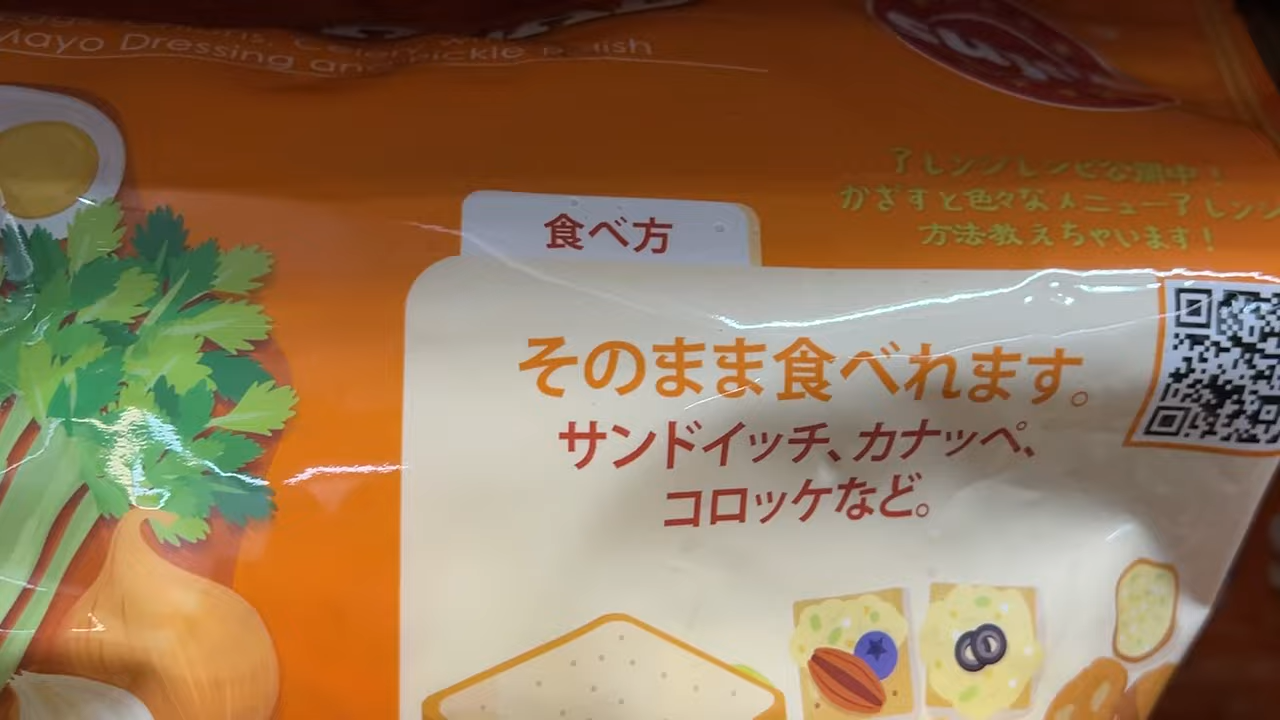 Mayo Dressing and Pickle Relish
アレンジレシピ公開中！
かざすと色々なメニューアレンジ
方法教えちゃいます！
食べ方
そのまま食べれます。
サンドイッチ、カナッペ、
コロッケなど。